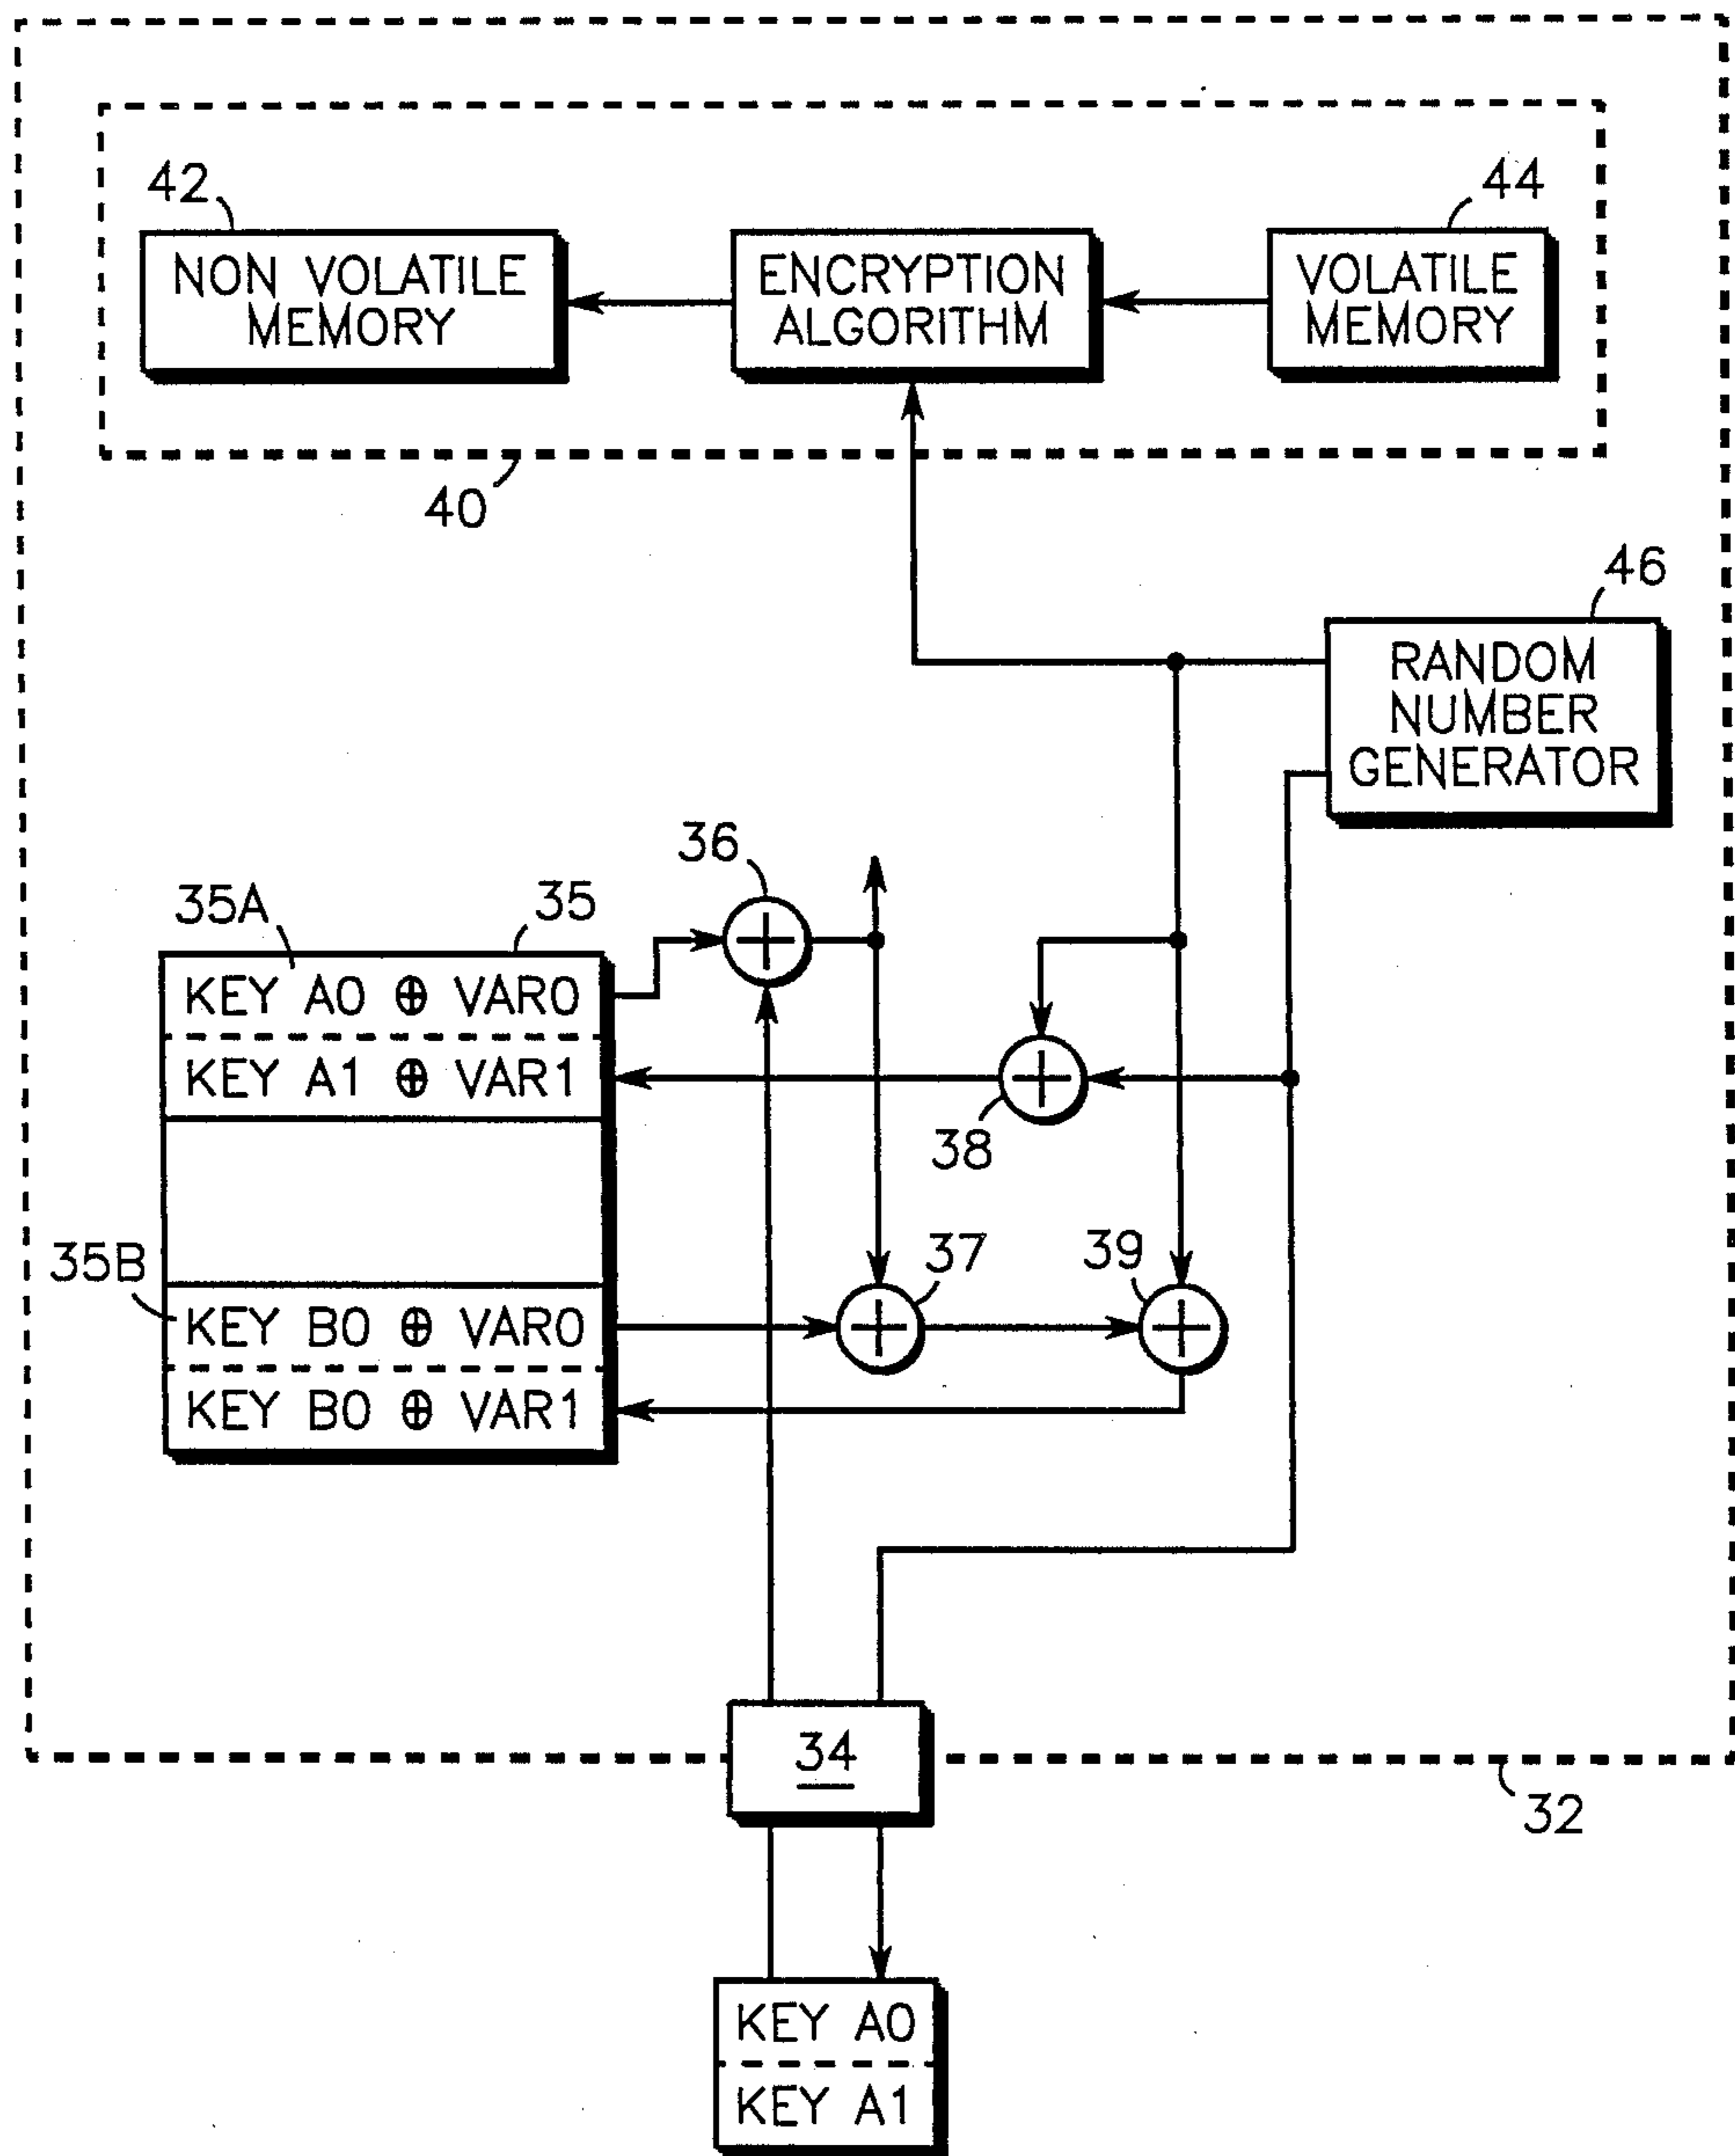 42
44
NON VOLATILE
MEMORY
ENCRYPTION
ALGORITHM
VOLATILE
MEMORY
40
46
RANDOM
NUMBER
GENERATOR
36
35A
35
KEY A0 ⊕ VAR0
KEY A1 ⊕ VAR1
38
35B
37
39
KEY B0 ⊕ VAR0
KEY B0 ⊕ VAR1
34
32
KEY A0
KEY A1